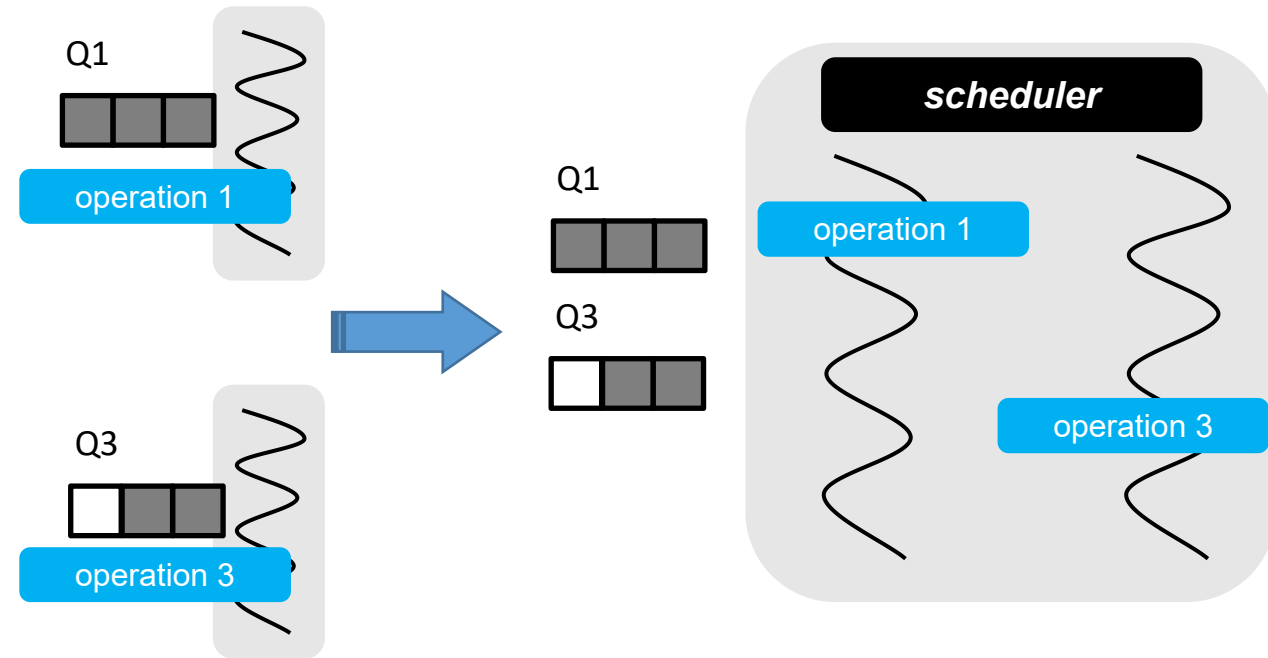 Q1
operation 1
Q3
operation 3
scheduler
Q1
operation 1
Q3
operation 3